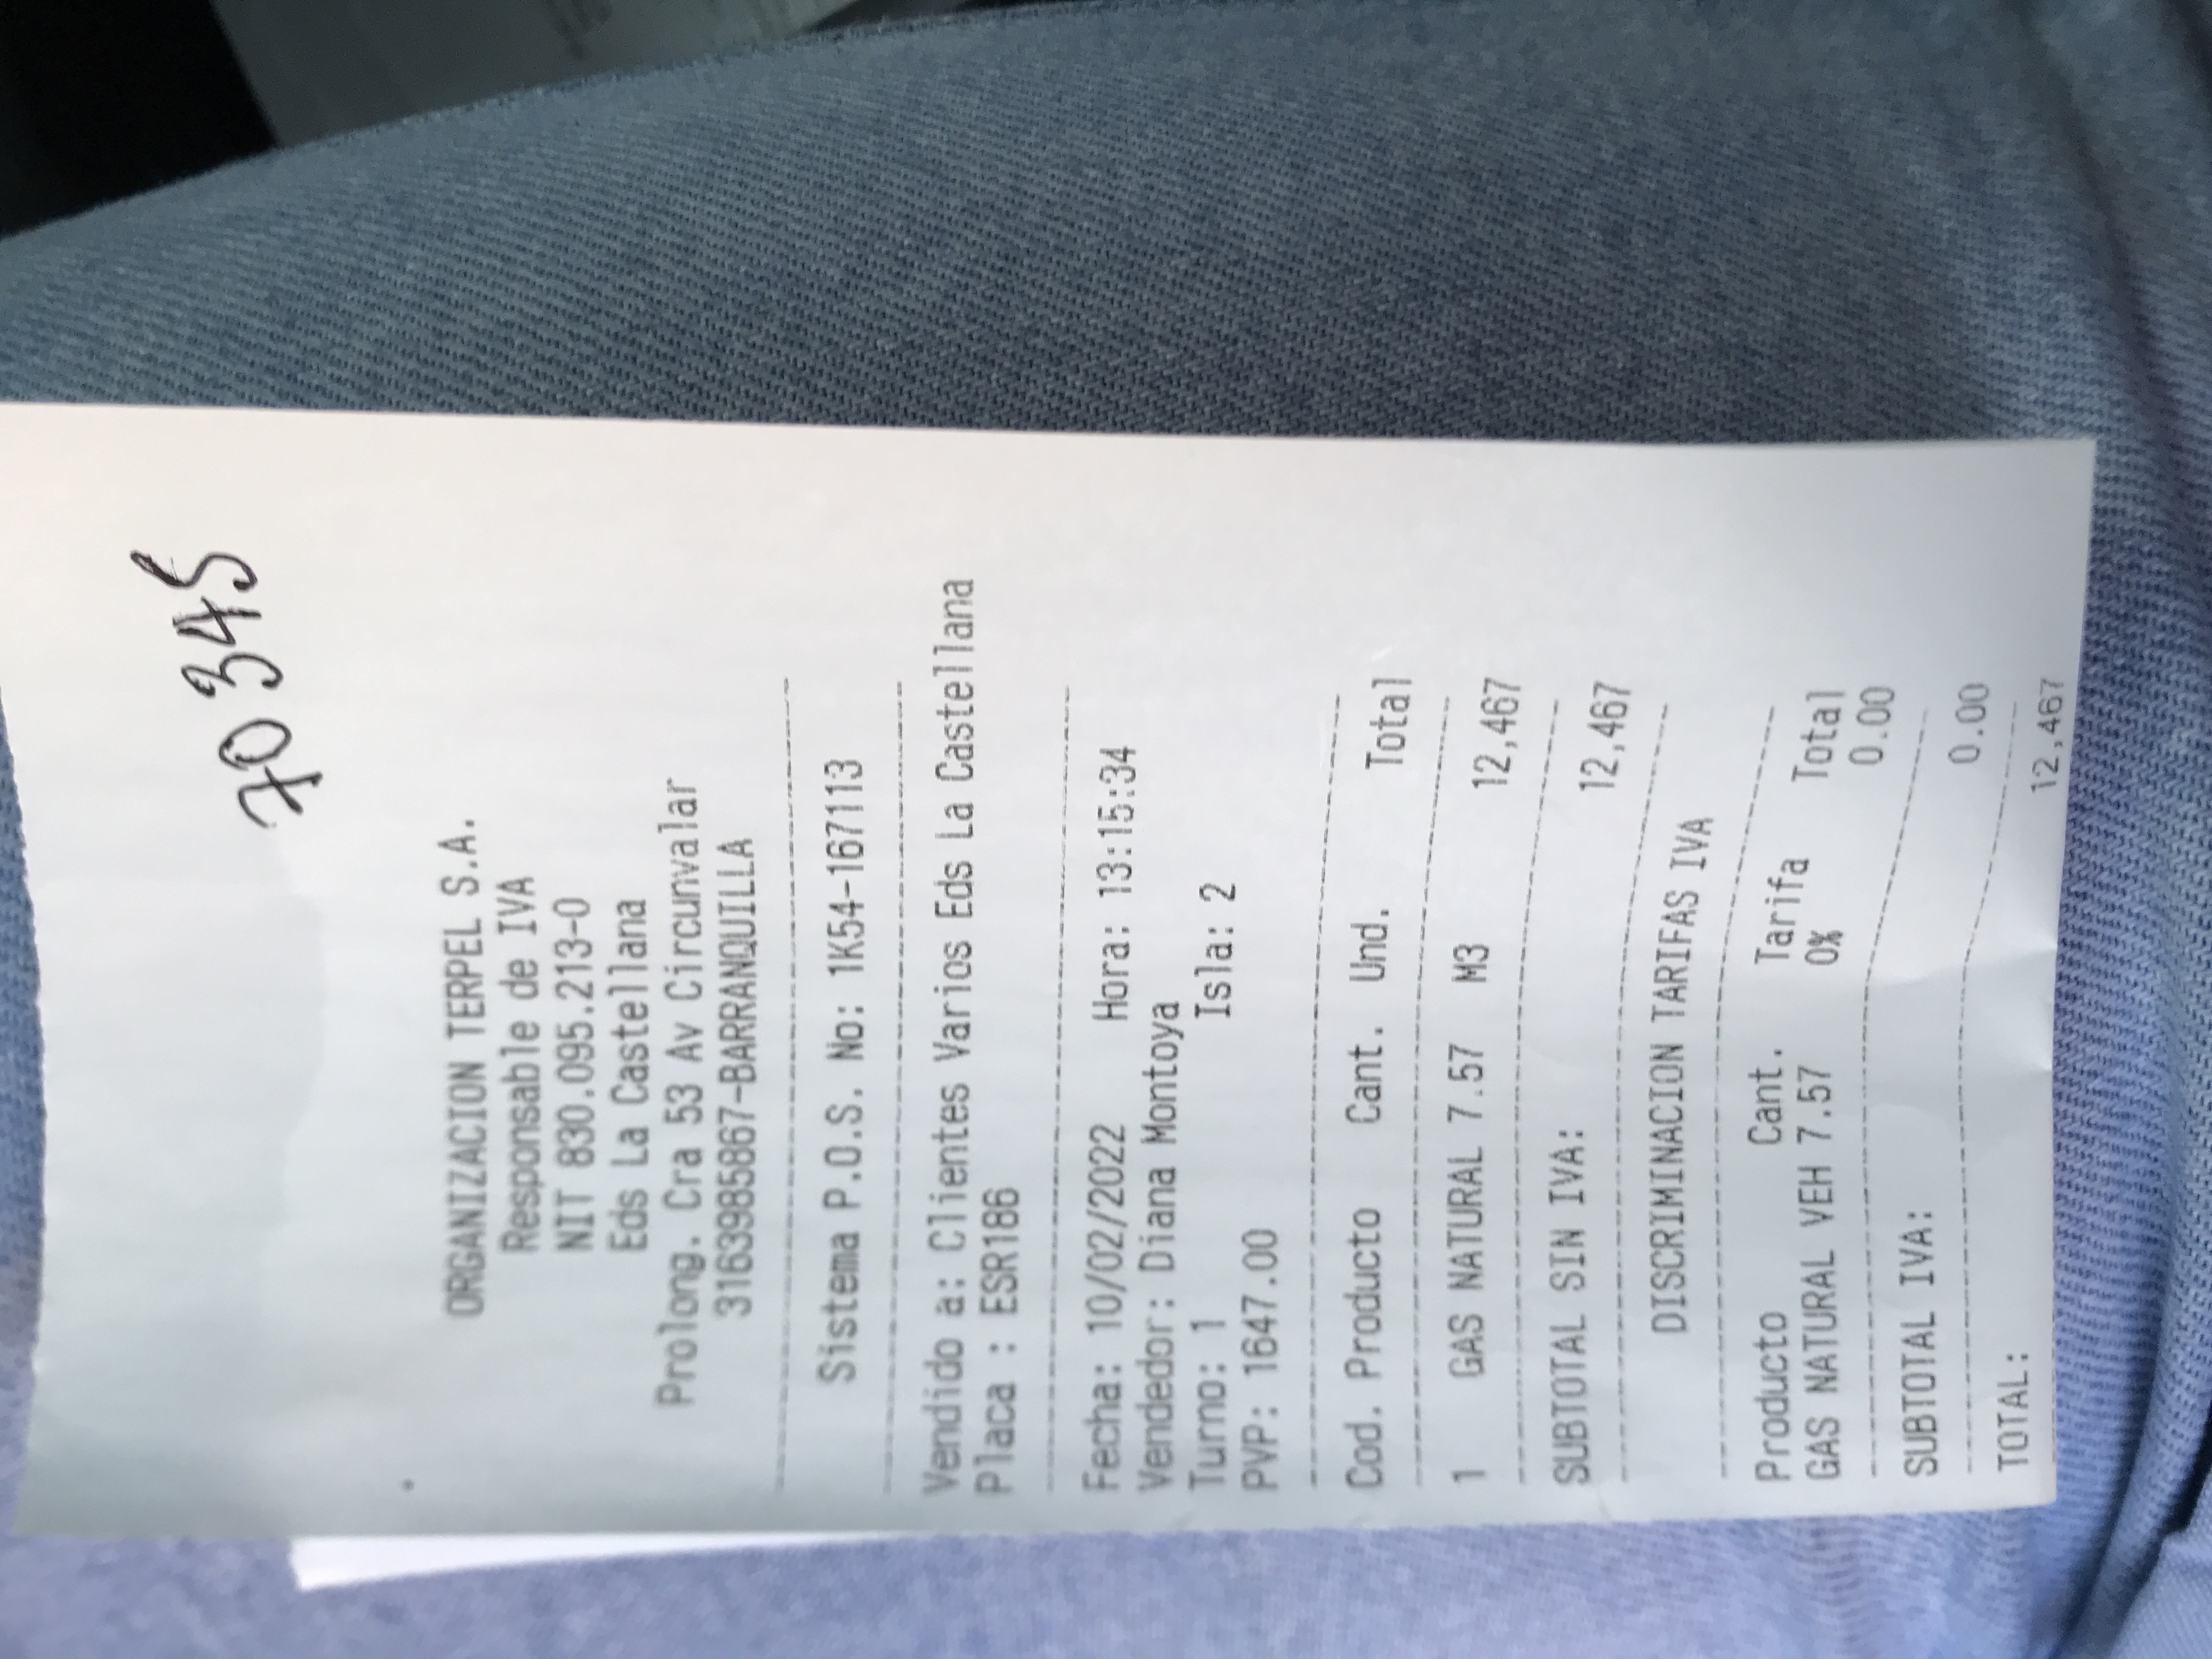 70345
ORGANIZACION TERPEL S.A.
Responsable de IVA
NIT 830.095.213-0
Eds La Castellana
Prolong. Cra 53 Av Circunvalar
3163985867-BARRANQUILLA
Sistema P.O.S. No: 1K54-167113
Vendido a: Clientes Varios Eds La Castellana
Placa : ESR186
Fecha: 10/02/2022 Hora: 13:15:34
Vendedor: Diana Montoya
Turno: 1 Isla: 2
PVP: 1647.00
Cod. Producto Cant. Und. Total
1 GAS NATURAL 7.57 M3 12,467
SUBTOTAL SIN IVA: 12,467
DISCRIMINACION TARIFAS IVA
Producto Cant. Tarifa Total
GAS NATURAL VEH 7.57 0% 0.00
SUBTOTAL IVA: 0.00
TOTAL: 12,467